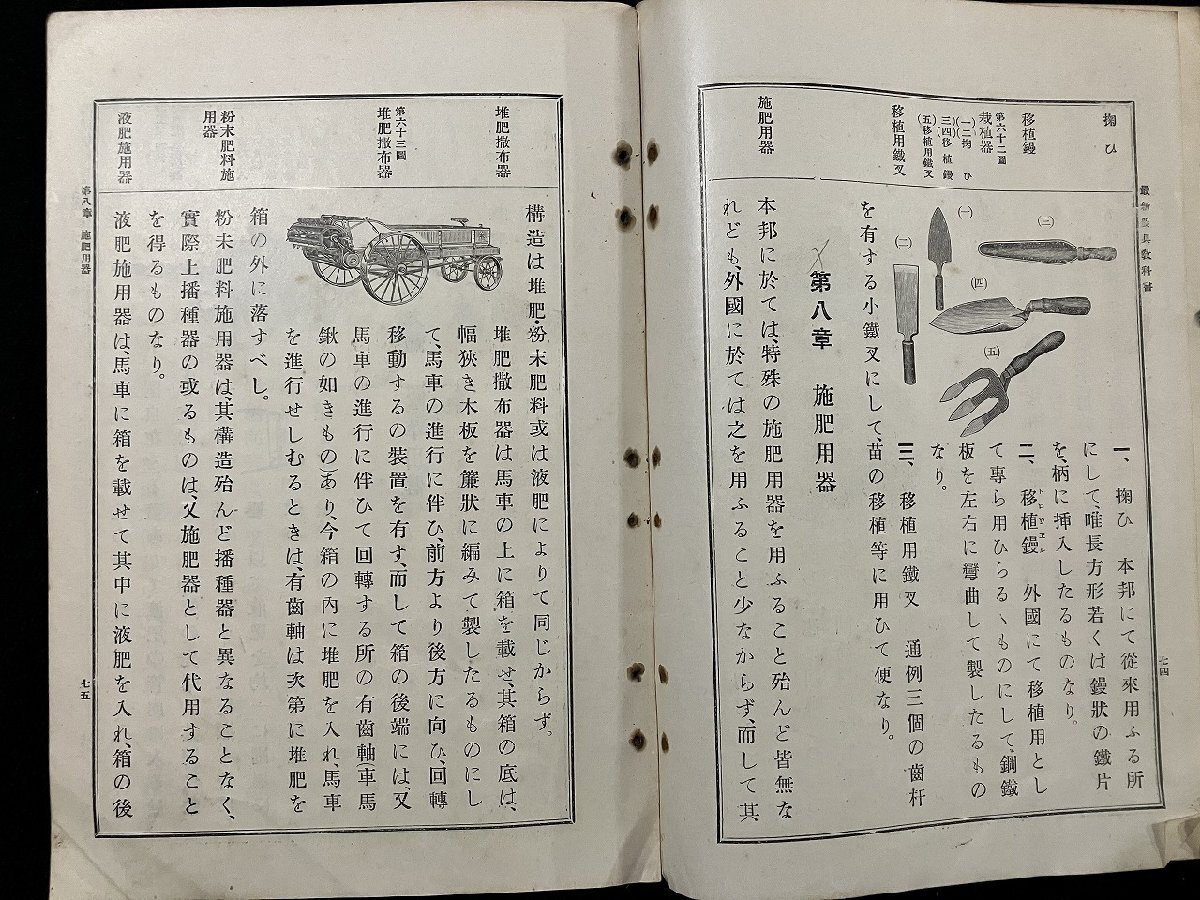 掬ひ
移植鏝
第六十二圖
栽植器
(一二)掬ひ
(三四)移植鏝
(五)移植用鐵叉
移植用鐵叉
施肥用器
(一)
(二)
(三)
(四)
(五)
一、掬ひ 本邦にて從來用ふる所
にして、唯長方形若くは鏝狀の鐵片
を、柄に挿入したるものなり。
二、移植鏝 外國にて移植用とし
て專ら用ひらるゝものにして、鋼鐵
板を左右に彎曲して製したるもの
なり。
三、移植用鐵叉 通例三個の齒杆
を有する小鐵叉にして、苗の移植等に用ひて便なり。
第八章 施肥用器
本邦に於ては、特殊の施肥用器を用ふること殆んど皆無な
れども、外國に於ては之を用ふること少なからず、而して其
七四
堆肥撒布器
第六十三圖
堆肥撒布器
粉末肥料施
用器
液肥施用器
構造は堆肥・粉末肥料或は液肥によりて同じからず。
堆肥撒布器は馬車の上に箱を載せ、其箱の底は、
幅狹き木板を簾狀に編みて製したるものにし
て、馬車の進行に伴ひ、前方より後方に向ひ、回轉
移動するの裝置を有す、而して箱の後端には、又
馬車の進行に伴ひて回轉する所の有齒軸(車馬
鍬の如きもの)あり、今箱の內に堆肥を入れ、馬車
を進行せしむるときは、有齒軸は次第に堆肥を
箱の外に落すべし。
粉末肥料施用器は、其構造殆んど播種器と異なることなく、
實際上播種器の或るものは、又施肥器として代用すること
を得るものなり。
液肥施用器は、馬車に箱を載せて其中に液肥を入れ、箱の後
第八章 施肥用器
七五